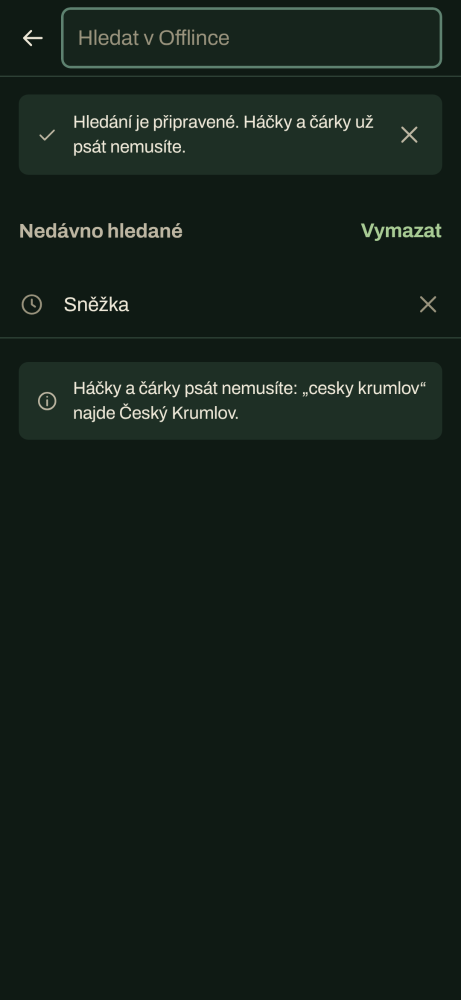 Hledat v Offlince
Hledání je připravené. Háčky a čárky už
psát nemusíte.
Nedávno hledané
Vymazat
Sněžka
Háčky a čárky psát nemusíte: „cesky krumlov“
najde Český Krumlov.